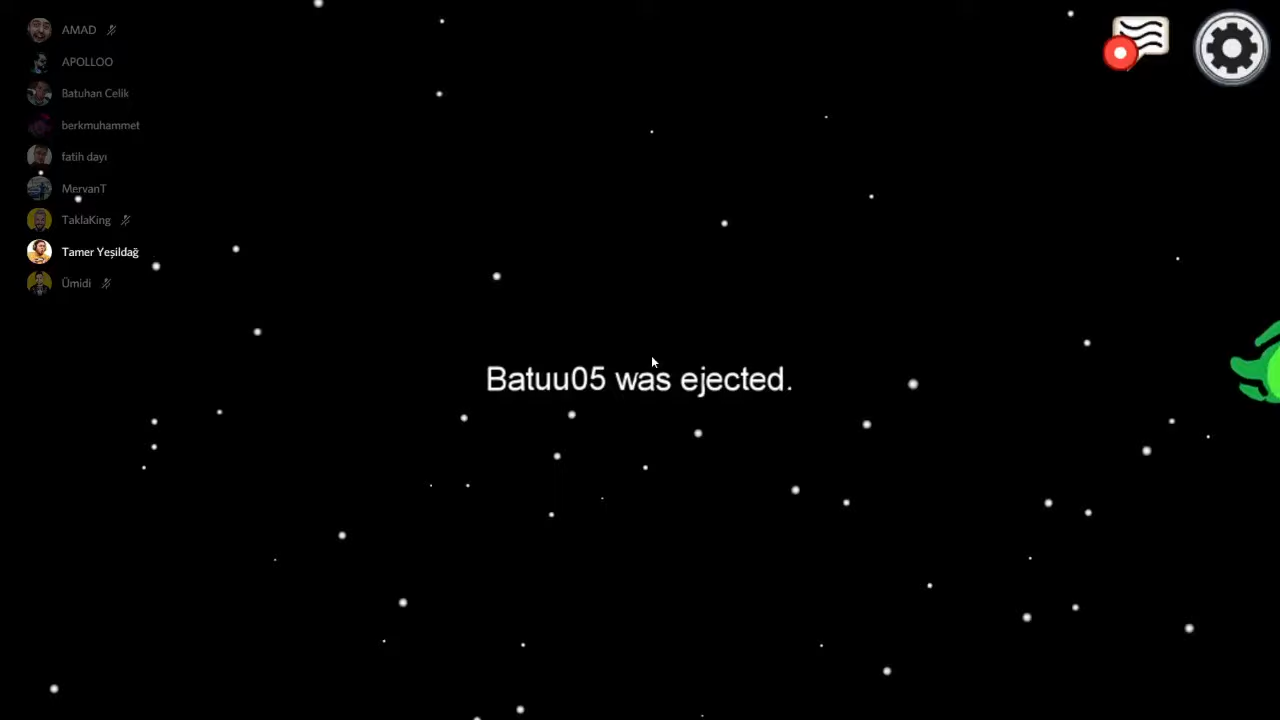 AMAD
APOLLOO
Batuhan Celik
berkmuhammet
fatih dayı
MervanT
TaklaKing
Tamer Yeşildağ
Ümidi
Batuu05 was ejected.